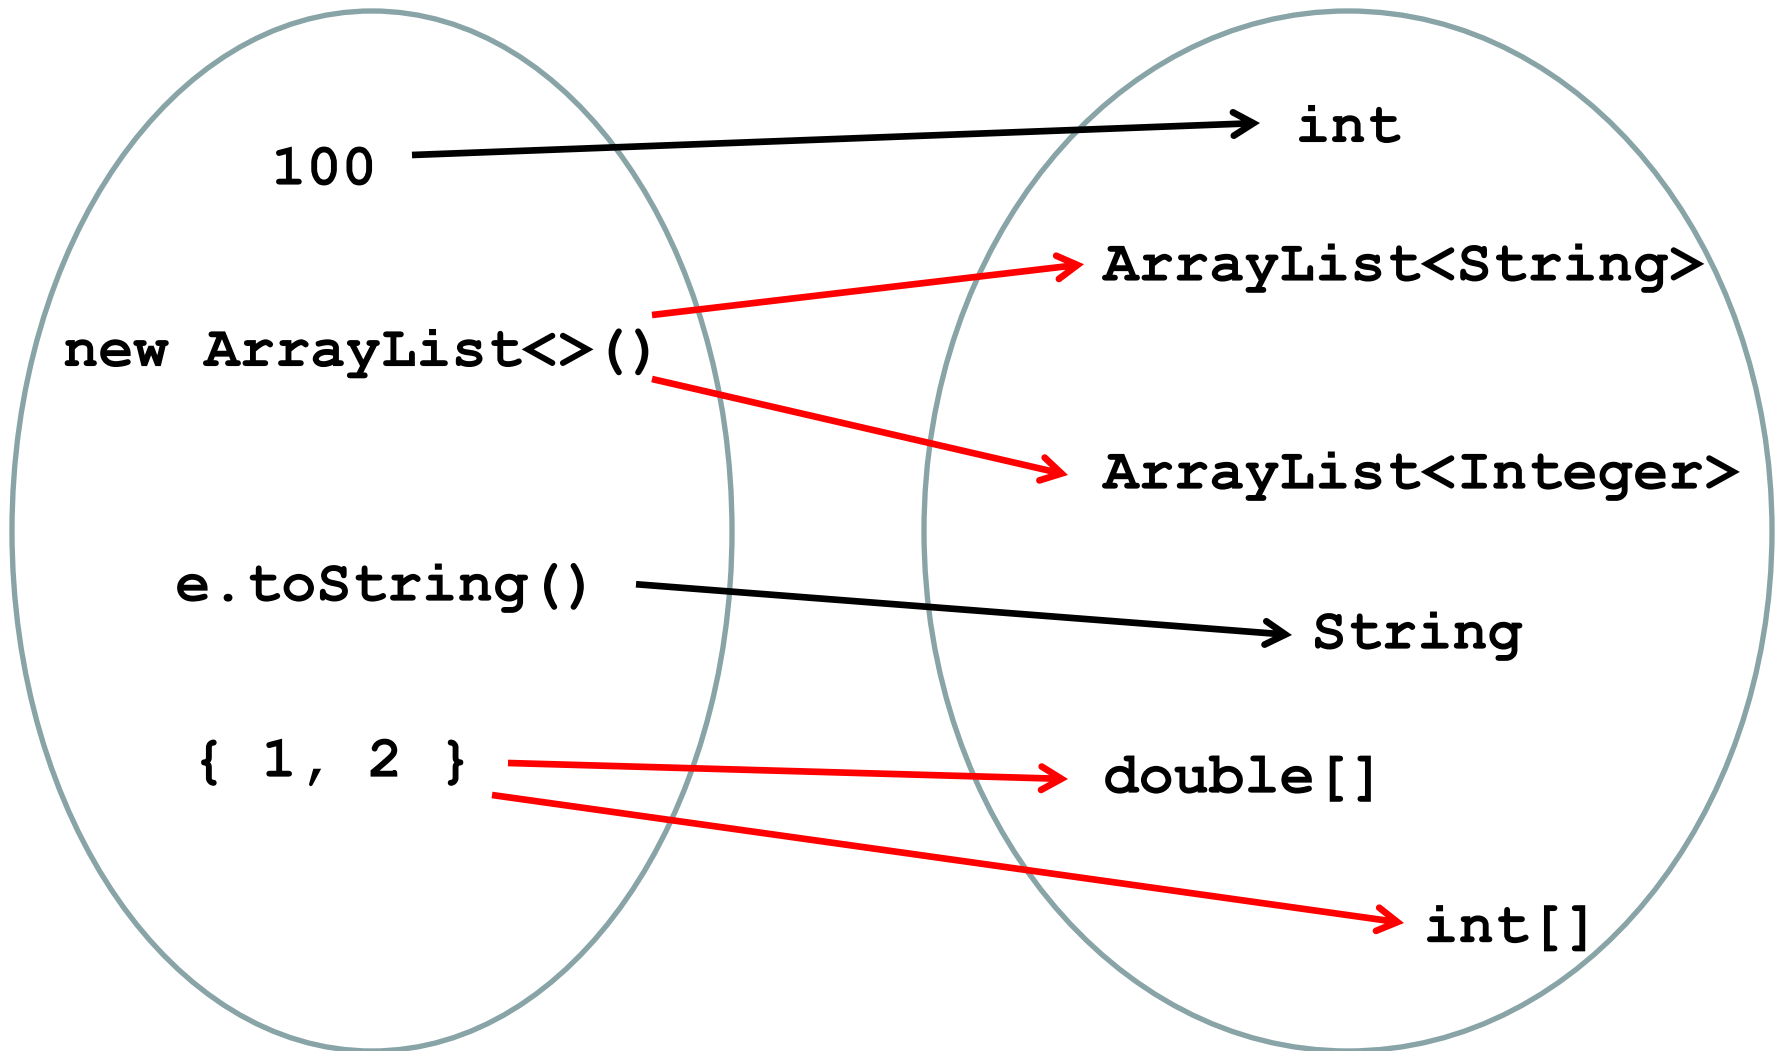 100
new ArrayList<>()
e.toString()
{ 1, 2 }
int
ArrayList<String>
ArrayList<Integer>
String
double[]
int[]